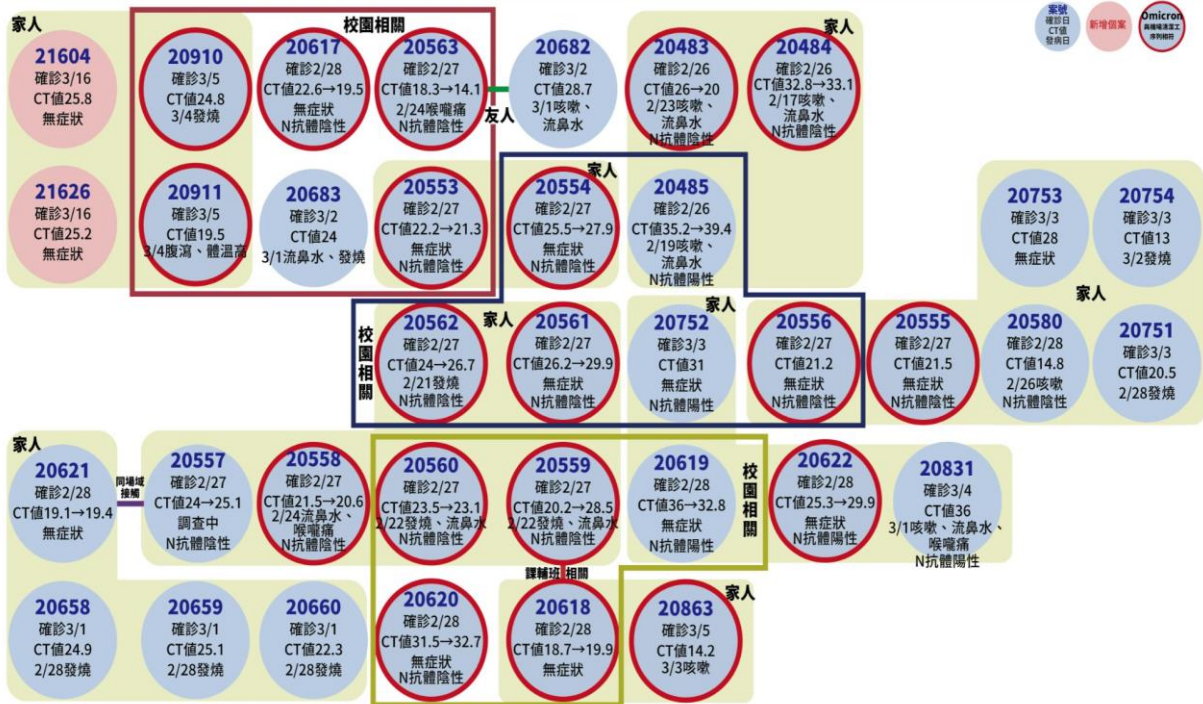 案號
確診日
CT值
發病日
新增個案
Omicron
與機場清潔工
序列相符
家人
校園相關
家人
21604
確診3/16
CT值25.8
無症狀
20910
確診3/5
CT值24.8
3/4發燒
20617
確診2/28
CT值22.6→19.5
無症狀
N抗體陰性
20563
確診2/27
CT值18.3→14.1
2/24喉嚨痛
N抗體陰性
友人
20682
確診3/2
CT值28.7
3/1咳嗽、
流鼻水
20483
確診2/26
CT值26→20
2/23咳嗽、
流鼻水
N抗體陰性
20484
確診2/26
CT值32.8→33.1
2/17咳嗽、
流鼻水
N抗體陰性
21626
確診3/16
CT值25.2
無症狀
20911
確診3/5
CT值19.5
3/4腹瀉、體溫高
20683
確診3/2
CT值24
3/1流鼻水、發燒
20553
確診2/27
CT值22.2→21.3
無症狀
N抗體陰性
家人
20554
確診2/27
CT值25.5→27.9
無症狀
N抗體陰性
20485
確診2/26
CT值35.2→39.4
2/19咳嗽、
流鼻水
N抗體陽性
20753
確診3/3
CT值28
無症狀
20754
確診3/3
CT值13
3/2發燒
校園相關
20562
確診2/27
CT值24→26.7
2/21發燒
N抗體陰性
家人
20561
確診2/27
CT值26.2→29.9
無症狀
N抗體陰性
家人
20752
確診3/3
CT值31
無症狀
N抗體陽性
20556
確診2/27
CT值21.2
無症狀
N抗體陰性
20555
確診2/27
CT值21.5
無症狀
N抗體陰性
家人
20580
確診2/28
CT值14.8
2/26咳嗽
N抗體陰性
20751
確診3/3
CT值20.5
2/28發燒
家人
20621
確診2/28
CT值19.1→19.4
無症狀
同場域
接觸
20557
確診2/27
CT值24→25.1
調查中
N抗體陰性
20558
確診2/27
CT值21.5→20.6
2/24流鼻水、
喉嚨痛
N抗體陰性
20560
確診2/27
CT值23.5→23.1
2/22發燒、流鼻水
N抗體陰性
20559
確診2/27
CT值20.2→28.5
2/22發燒、流鼻水
N抗體陰性
20619
確診2/28
CT值36→32.8
無症狀
N抗體陽性
校園相關
20622
確診2/28
CT值25.3→29.9
無症狀
N抗體陽性
20831
確診3/4
CT值36
3/1咳嗽、流鼻水、
喉嚨痛
N抗體陽性
課輔班 相關
家人
20658
確診3/1
CT值24.9
2/28發燒
20659
確診3/1
CT值25.1
2/28發燒
20660
確診3/1
CT值22.3
2/28發燒
20620
確診2/28
CT值31.5→32.7
無症狀
N抗體陰性
20618
確診2/28
CT值18.7→19.9
無症狀
20863
確診3/5
CT值14.2
3/3咳嗽